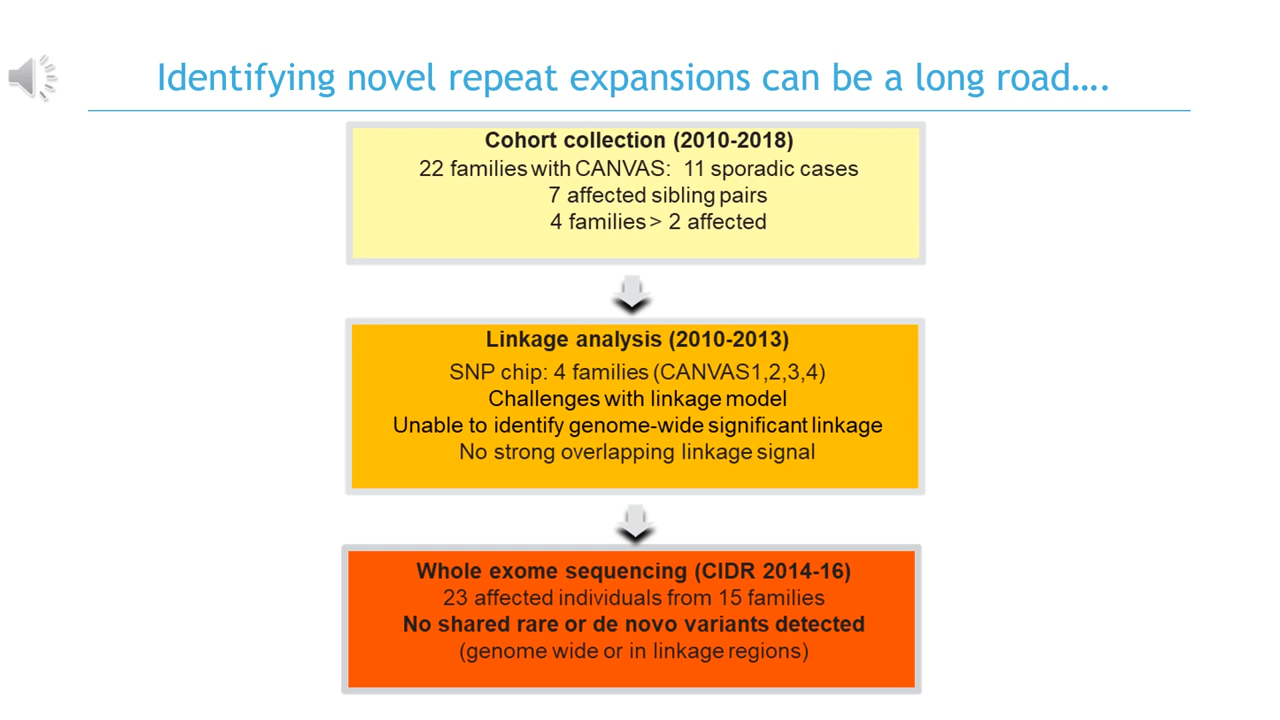 Identifying novel repeat expansions can be a long road....
Cohort collection (2010-2018)
22 families with CANVAS: 11 sporadic cases
7 affected sibling pairs
4 families > 2 affected
Linkage analysis (2010-2013)
SNP chip: 4 families (CANVAS1,2,3,4)
Challenges with linkage model
Unable to identify genome-wide significant linkage
No strong overlapping linkage signal
Whole exome sequencing (CIDR 2014-16)
23 affected individuals from 15 families
No shared rare or de novo variants detected
(genome wide or in linkage regions)